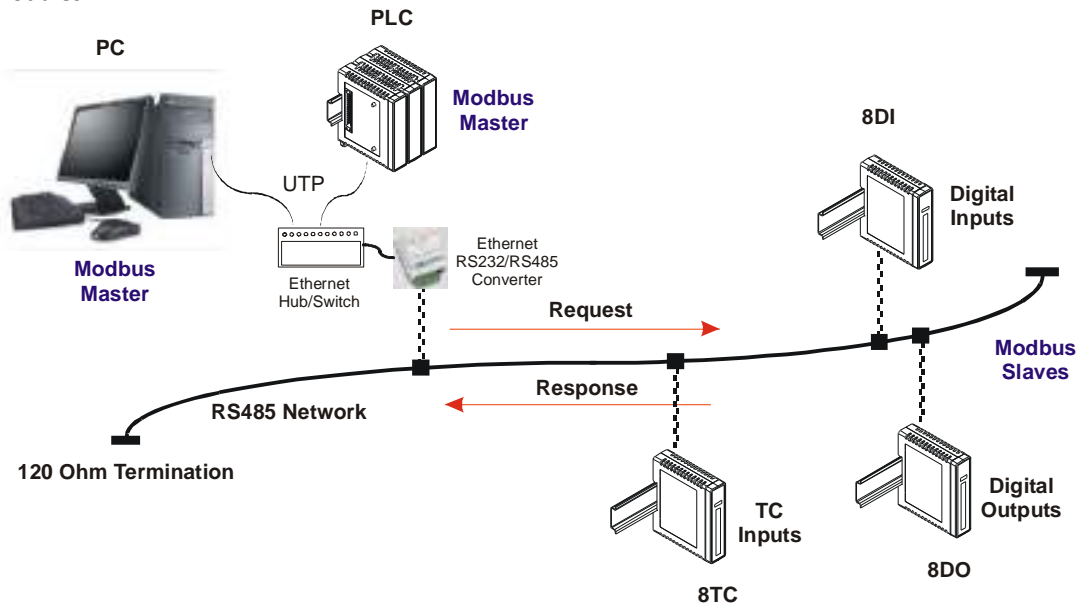 PLC
PC
Modbus
Master
8DI
Digital
Inputs
UTP
Ethernet
RS232/RS485
Converter
Modbus
Master
Ethernet
Hub/Switch
Request
Modbus
Slaves
Response
RS485 Network
120 Ohm Termination
TC
Inputs
Digital
Outputs
8DO
8TC